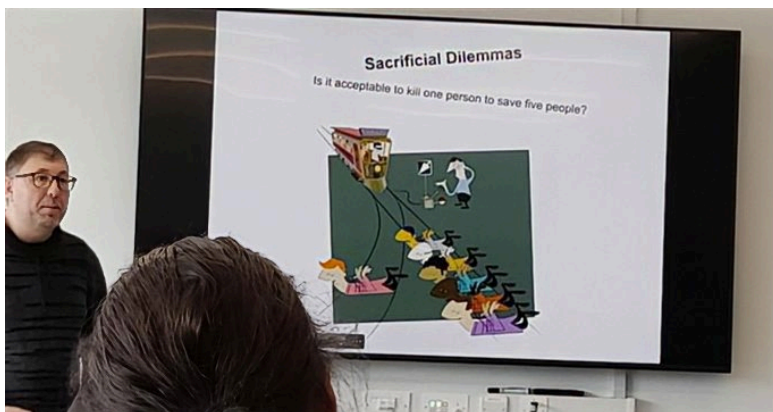 Sacrificial Dilemmas
Is it acceptable to kill one person to save five people?